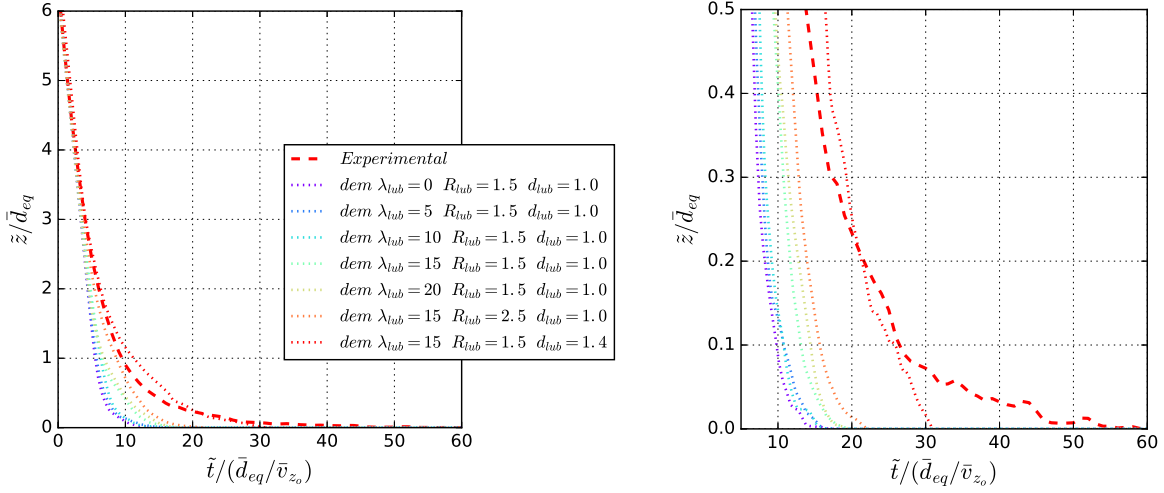 6
5
4
3
2
1
0
z̃/d̄_eq
0 10 20 30 40 50 60
t̃/(d̄_eq/v̄_{z_o})
Experimental
dem λ_lub=0 R_lub=1.5 d_lub=1.0
dem λ_lub=5 R_lub=1.5 d_lub=1.0
dem λ_lub=10 R_lub=1.5 d_lub=1.0
dem λ_lub=15 R_lub=1.5 d_lub=1.0
dem λ_lub=20 R_lub=1.5 d_lub=1.0
dem λ_lub=15 R_lub=2.5 d_lub=1.0
dem λ_lub=15 R_lub=1.5 d_lub=1.4
0.5
0.4
0.3
0.2
0.1
0.0
z̃/d̄_eq
10 20 30 40 50 60
t̃/(d̄_eq/v̄_{z_o})